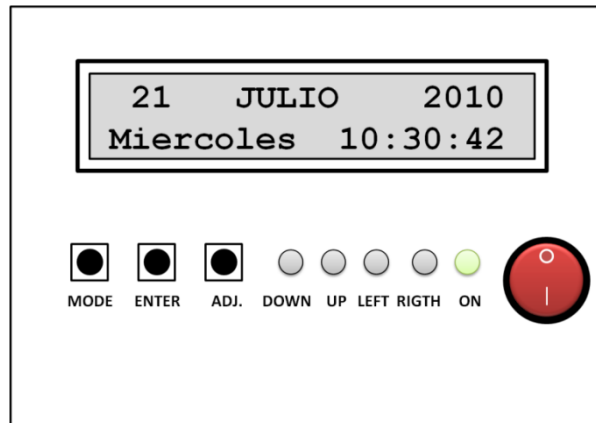 21 JULIO 2010
Miercoles 10:30:42
MODE ENTER ADJ. DOWN UP LEFT RIGTH ON